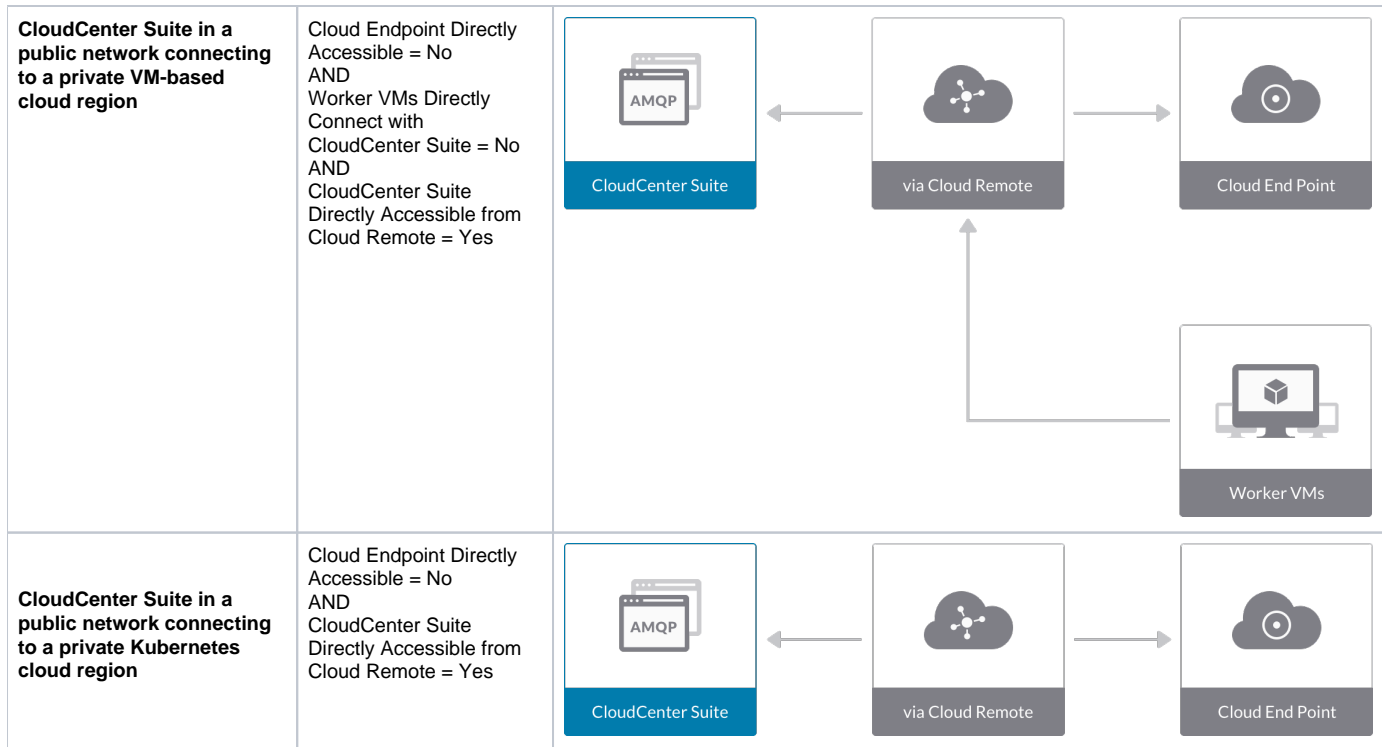 CloudCenter Suite in a
public network connecting
to a private VM-based
cloud region
Cloud Endpoint Directly
Accessible = No
AND
Worker VMs Directly
Connect with
CloudCenter Suite = No
AND
CloudCenter Suite
Directly Accessible from
Cloud Remote = Yes
AMQP
CloudCenter Suite
via Cloud Remote
Cloud End Point
Worker VMs
CloudCenter Suite in a
public network connecting
to a private Kubernetes
cloud region
Cloud Endpoint Directly
Accessible = No
AND
CloudCenter Suite
Directly Accessible from
Cloud Remote = Yes
AMQP
CloudCenter Suite
via Cloud Remote
Cloud End Point